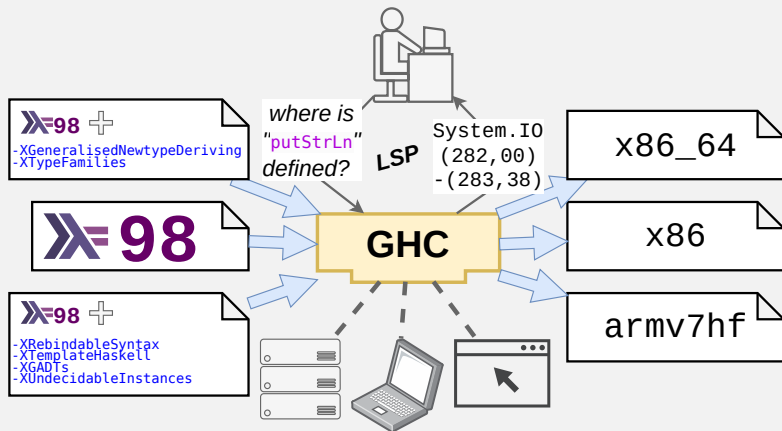 98
-XGeneralisedNewtypeDeriving
-XTypeFamilies
98
98
-XRebindableSyntax
-XTemplateHaskell
-XGADTs
-XUndecidableInstances
where is
"putStrLn"
defined?
LSP
System.IO
(282,00)
-(283,38)
GHC
x86_64
x86
armv7hf